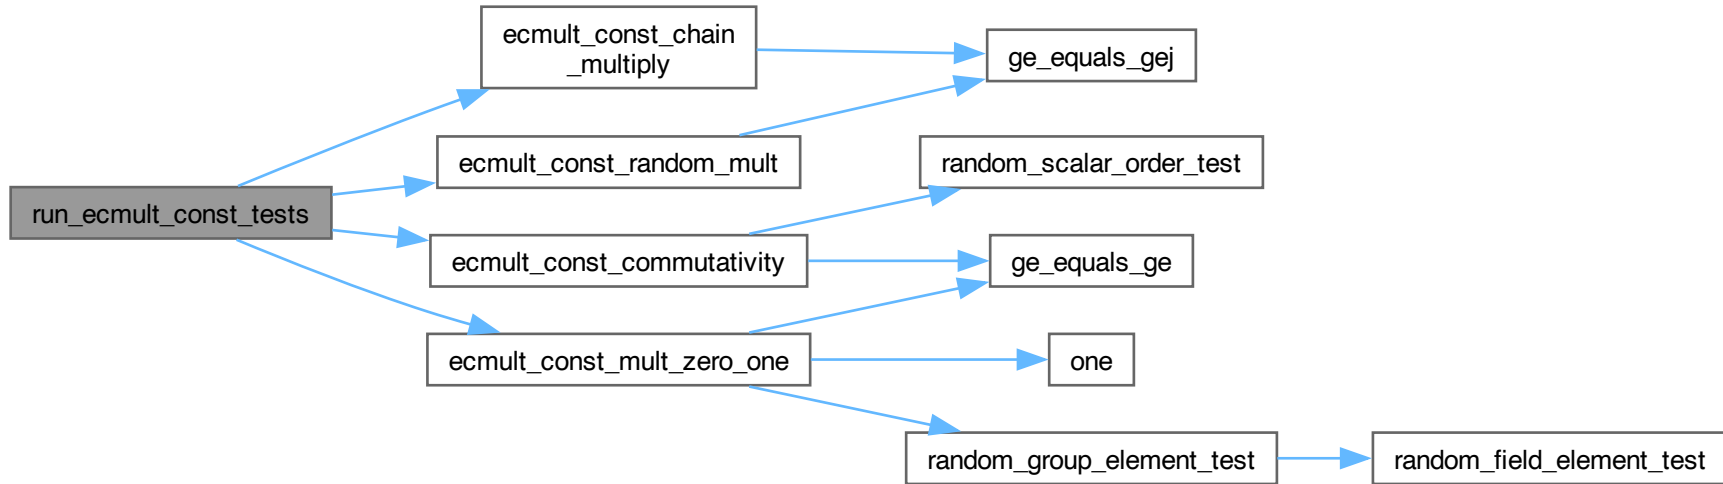 ecmult_const_chain
_multiply
ge_equals_gej
ecmult_const_random_mult
random_scalar_order_test
run_ecmult_const_tests
ecmult_const_commutativity
ge_equals_ge
ecmult_const_mult_zero_one
one
random_group_element_test
random_field_element_test